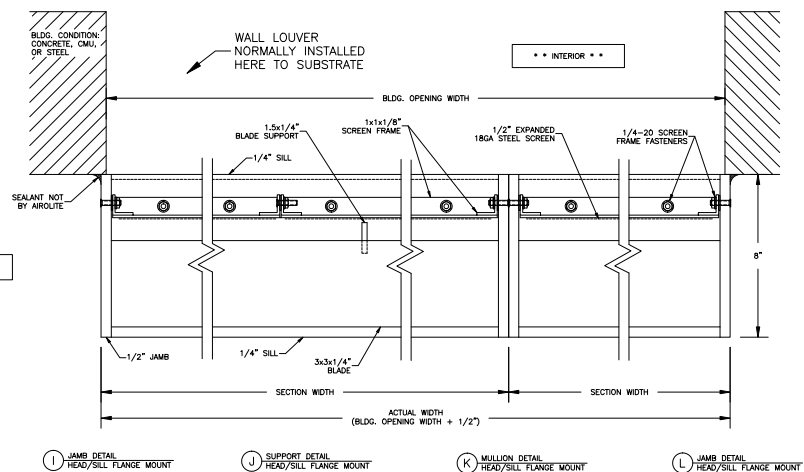 BLDG. CONDITION:
CONCRETE, CMU,
OR STEEL
WALL LOUVER
NORMALLY INSTALLED
HERE TO SUBSTRATE
* * INTERIOR * *
BLDG. OPENING WIDTH
1.5x1/4"
BLADE SUPPORT
1x1x1/8"
SCREEN FRAME
1/2" EXPANDED
18GA STEEL SCREEN
1/4-20 SCREEN
FRAME FASTENERS
1/4" SILL
SEALANT NOT
BY AIROLITE
8"
1/2" JAMB
1/4" SILL
3x3x1/4"
BLADE
SECTION WIDTH
SECTION WIDTH
ACTUAL WIDTH
(BLDG. OPENING WIDTH + 1/2")
I JAMB DETAIL
HEAD/SILL FLANGE MOUNT
J SUPPORT DETAIL
HEAD/SILL FLANGE MOUNT
K MULLION DETAIL
HEAD/SILL FLANGE MOUNT
L JAMB DETAIL
HEAD/SILL FLANGE MOUNT